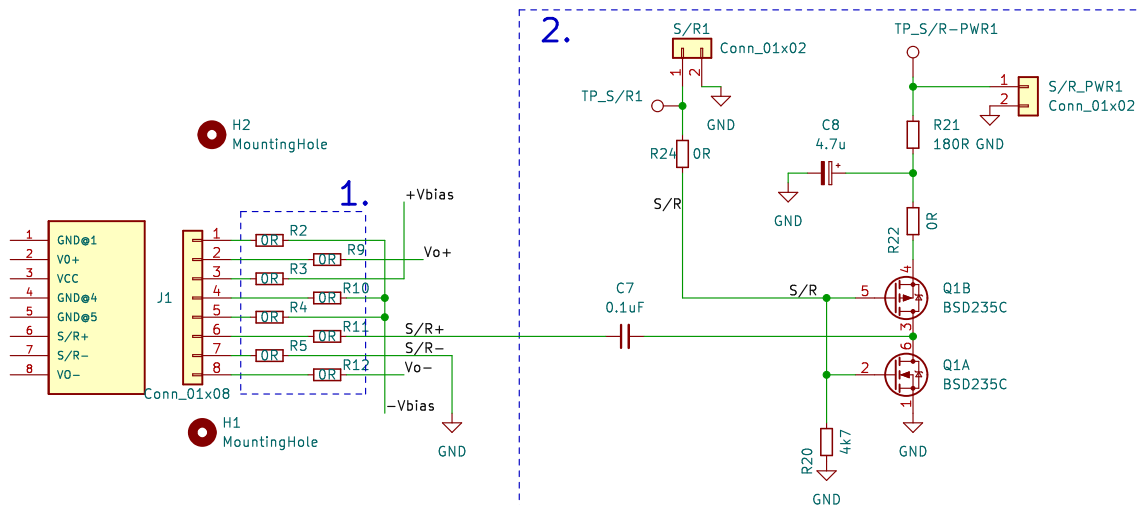 2.
S/R1
Conn_01x02
1
2
TP_S/R1
GND
TP_S/R-PWR1
1
2
S/R_PWR1
Conn_01x02
GND
R21
180R
C8
4.7u
+
GND
R24
0R
S/R
R22
0R
H2
MountingHole
1.
+Vbias
1
GND@1
2
VO+
3
VCC
4
GND@4
5
GND@5
6
S/R+
7
S/R-
8
VO-
J1
Conn_01x08
1
2
3
4
5
6
7
8
0R
R2
0R
R9
0R
R3
0R
R10
0R
R4
0R
R11
0R
R5
0R
R12
Vo+
S/R+
S/R-
Vo-
-Vbias
GND
H1
MountingHole
C7
0.1uF
S/R
4
5
3
Q1B
BSD235C
6
2
1
Q1A
BSD235C
GND
R20
4k7
GND